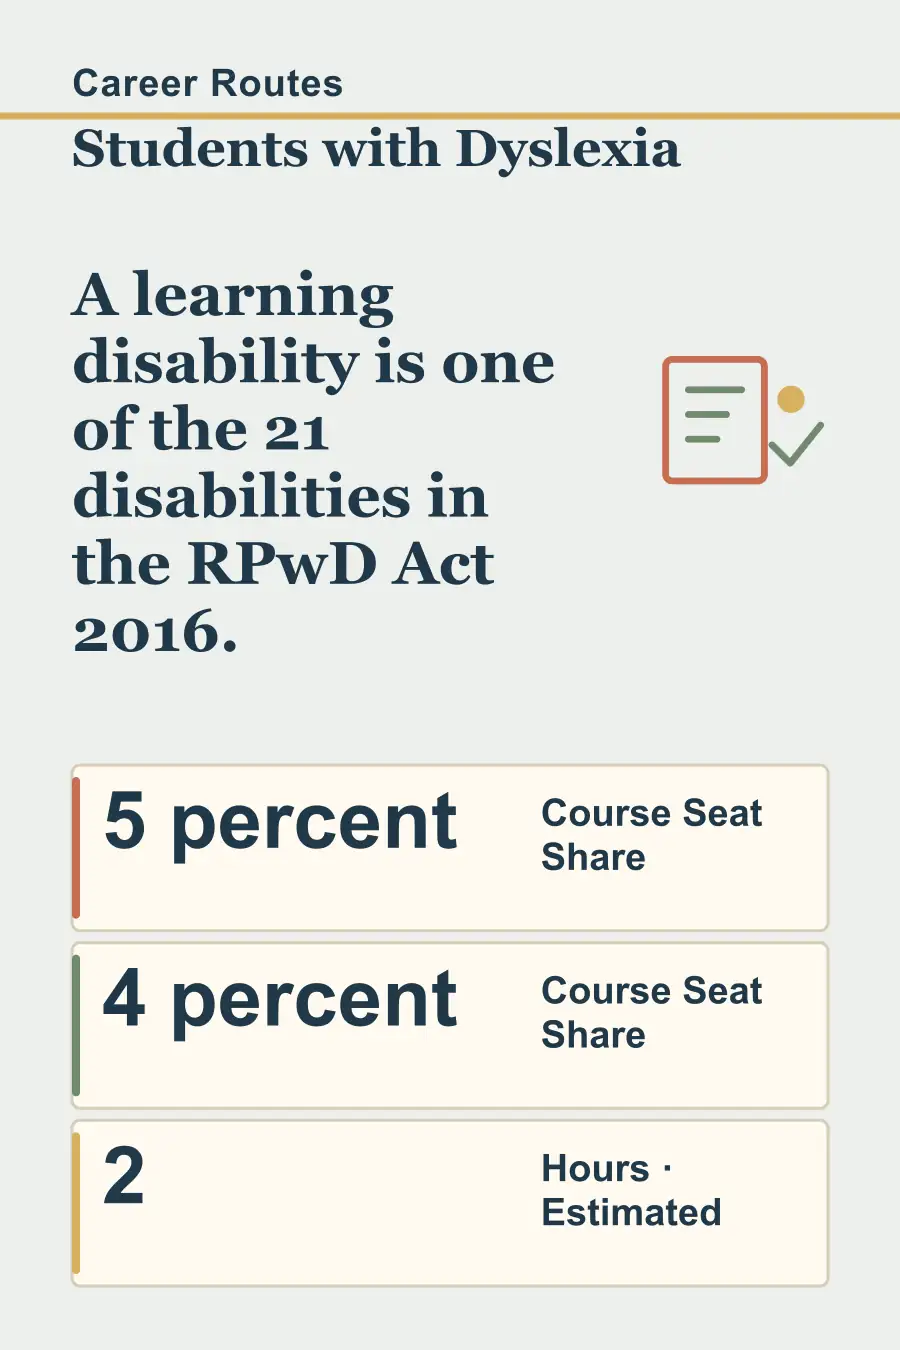 Career Routes
Students with Dyslexia
A learning
disability is one
of the 21
disabilities in
the RPwD Act
2016.
5 percent
Course Seat
Share
4 percent
Course Seat
Share
2
Hours ·
Estimated